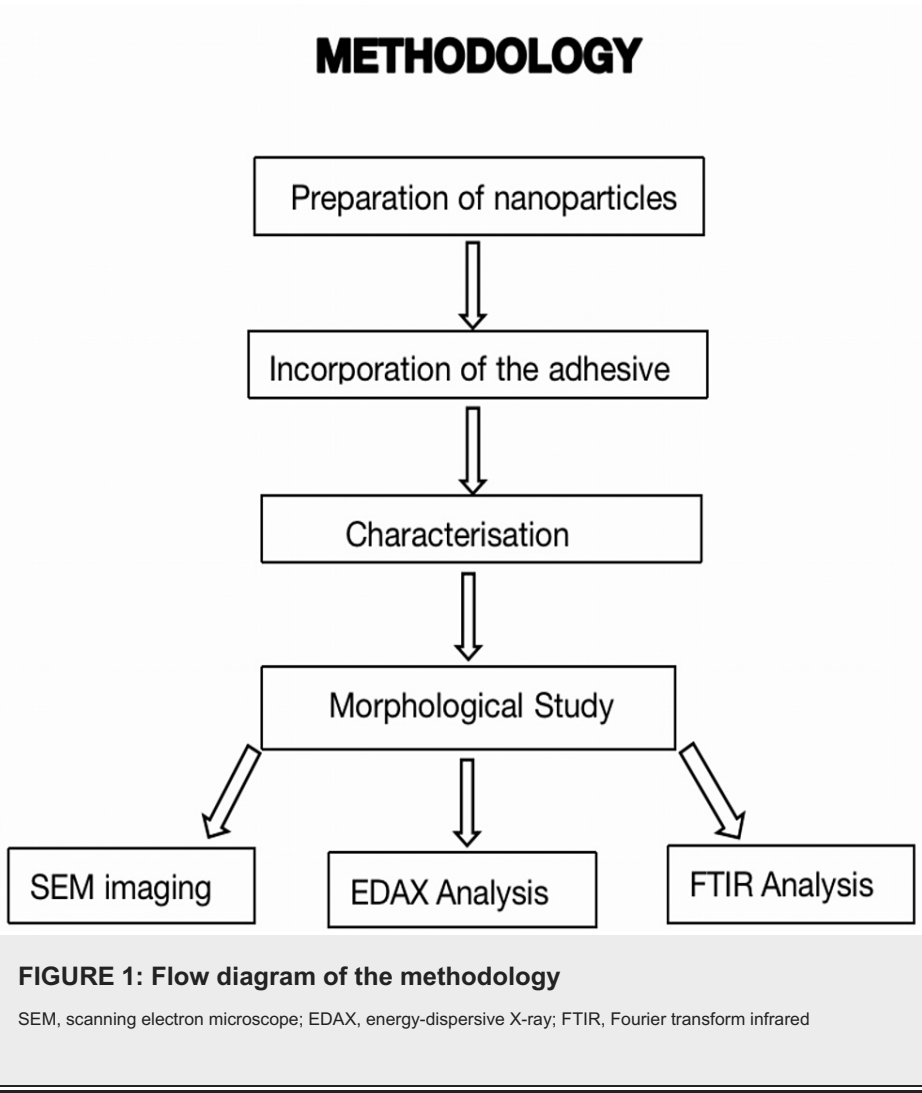 METHODOLOGY
Preparation of nanoparticles
Incorporation of the adhesive
Characterisation
Morphological Study
SEM imaging
EDAX Analysis
FTIR Analysis
FIGURE 1: Flow diagram of the methodology
SEM, scanning electron microscope; EDAX, energy-dispersive X-ray; FTIR, Fourier transform infrared